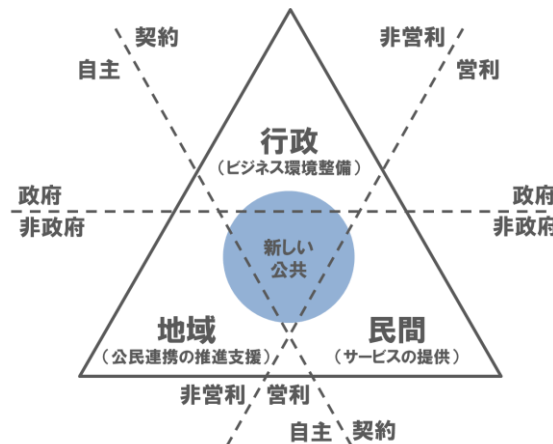 契約
自主
非営利
営利
行政
（ビジネス環境整備）
政府
非政府
政府
非政府
新しい
公共
地域
（公民連携の推進支援）
民間
（サービスの提供）
非営利
営利
自主
契約